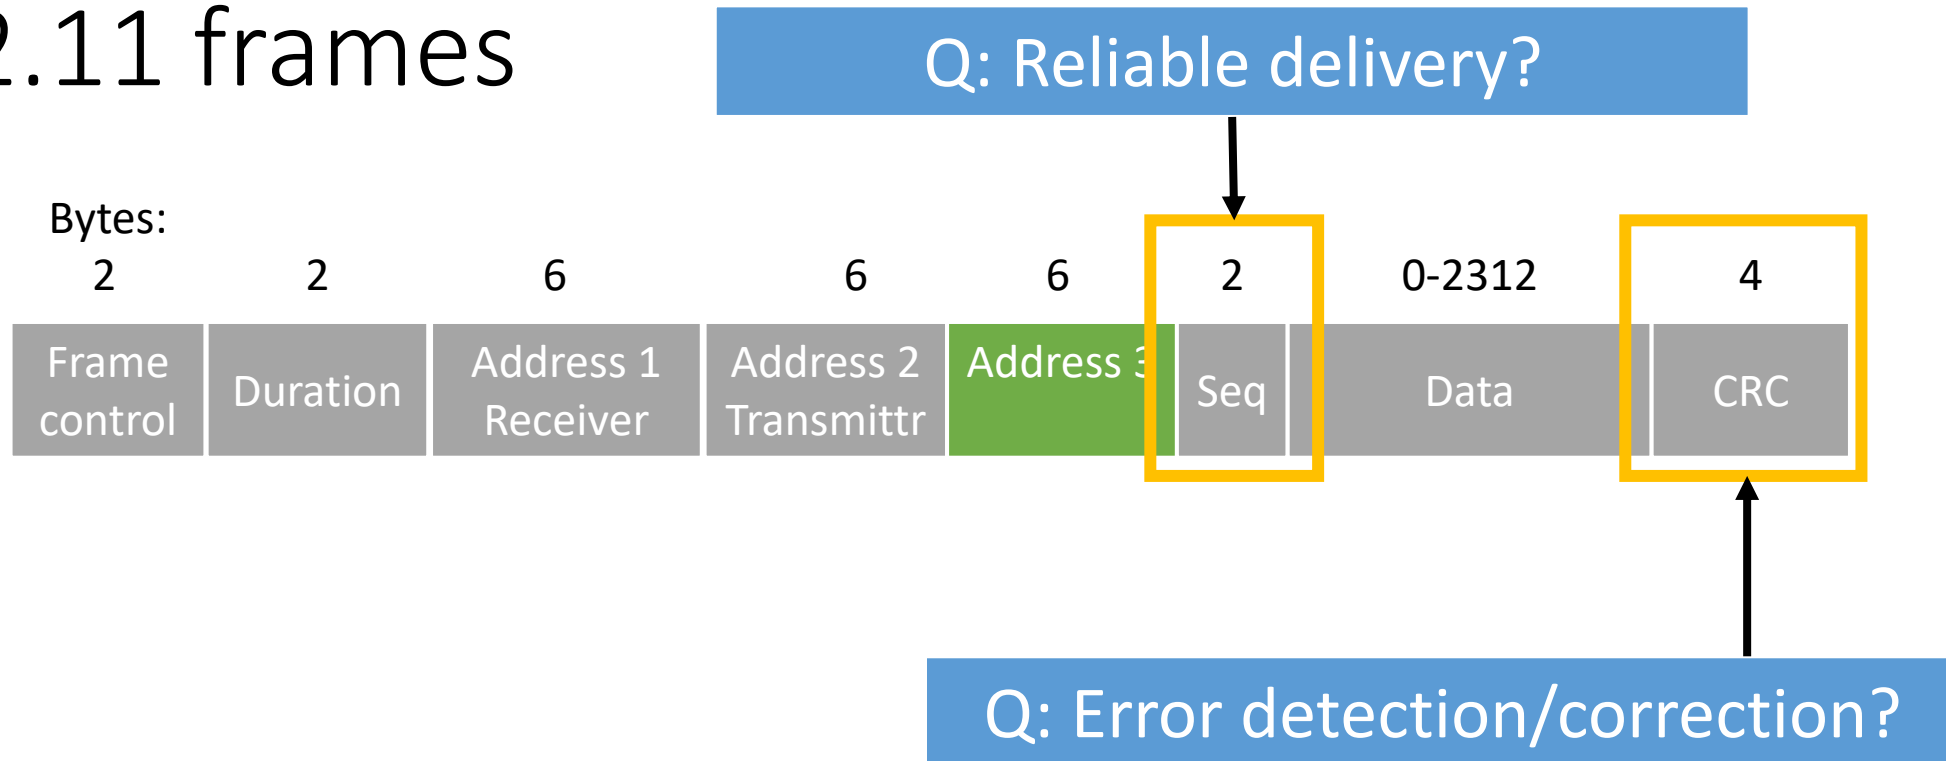 2.11 frames
Q: Reliable delivery?
Bytes:
2 2 6 6 6 2 0-2312 4
Frame control
Duration
Address 1
Receiver
Address 2
Transmittr
Address 3
Seq
Data
CRC
Q: Error detection/correction?